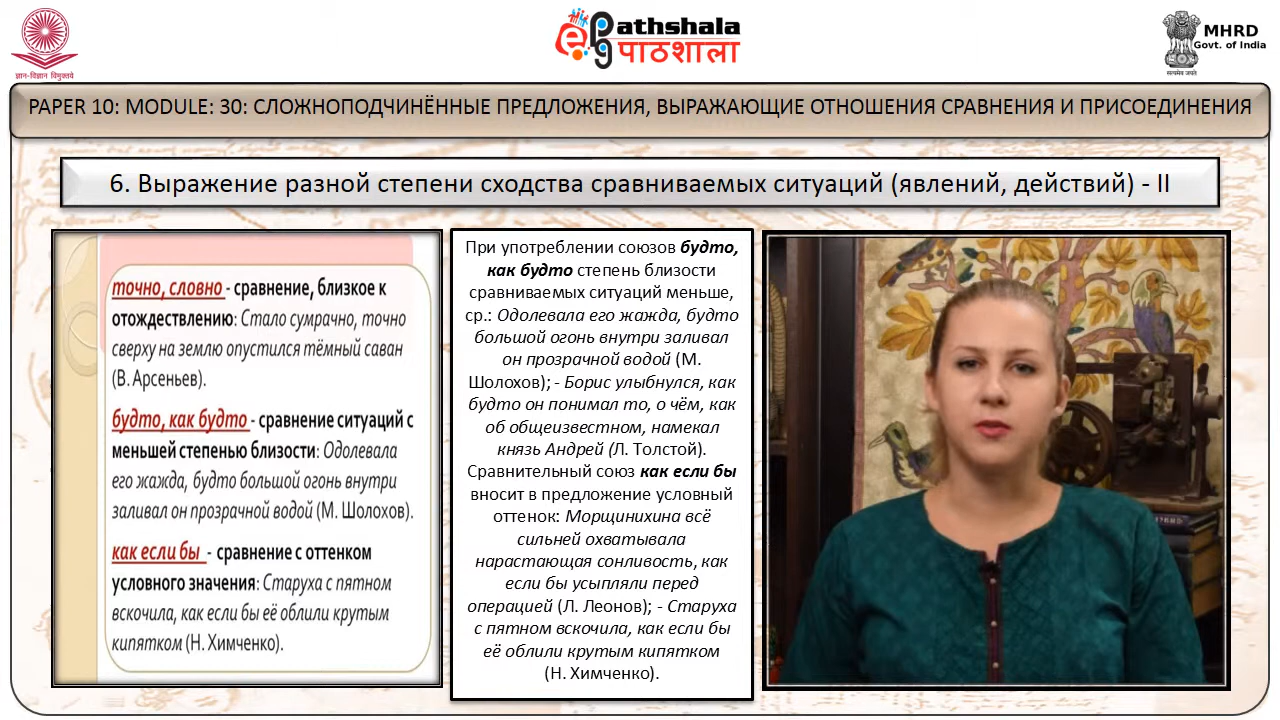 ज्ञान-विज्ञान विमुक्तये
ePathshala
पाठशाला
MHRD
Govt. of India
सत्यमेव जयते
PAPER 10: MODULE: 30: СЛОЖНОПОДЧИНЁННЫЕ ПРЕДЛОЖЕНИЯ, ВЫРАЖАЮЩИЕ ОТНОШЕНИЯ СРАВНЕНИЯ И ПРИСОЕДИНЕНИЯ
6. Выражение разной степени сходства сравниваемых ситуаций (явлений, действий) - II
точно, словно - сравнение, близкое к
отождествлению: Стало сумрачно, точно
сверху на землю опустился тёмный саван
(В. Арсеньев).
будто, как будто - сравнение ситуаций с
меньшей степенью близости: Одолевала
его жажда, будто большой огонь внутри
заливал он прозрачной водой (М. Шолохов).
как если бы - сравнение с оттенком
условного значения: Старуха с пятном
вскочила, как если бы её облили крутым
кипятком (Н. Химченко).
При употреблении союзов будто,
как будто степень близости
сравниваемых ситуаций меньше,
ср.: Одолевала его жажда, будто
большой огонь внутри заливал
он прозрачной водой (М.
Шолохов); - Борис улыбнулся, как
будто он понимал то, о чём, как
об общеизвестном, намекал
князь Андрей (Л. Толстой).
Сравнительный союз как если бы
вносит в предложение условный
оттенок: Морщинихина всё
сильней охватывала
нарастающая сонливость, как
если бы усыпляли перед
операцией (Л. Леонов); - Старуха
с пятном вскочила, как если бы
её облили крутым кипятком
(Н. Химченко).